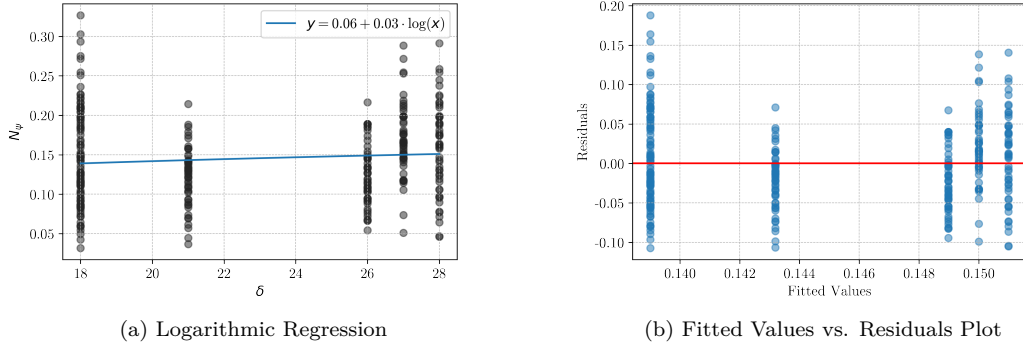 0.30
0.25
0.20
0.15
0.10
0.05
N_ψ
y = 0.06 + 0.03 · log(x)
18 20 22 24 26 28
δ
(a) Logarithmic Regression
0.20
0.15
0.10
0.05
0.00
-0.05
-0.10
Residuals
0.140 0.142 0.144 0.146 0.148 0.150
Fitted Values
(b) Fitted Values vs. Residuals Plot